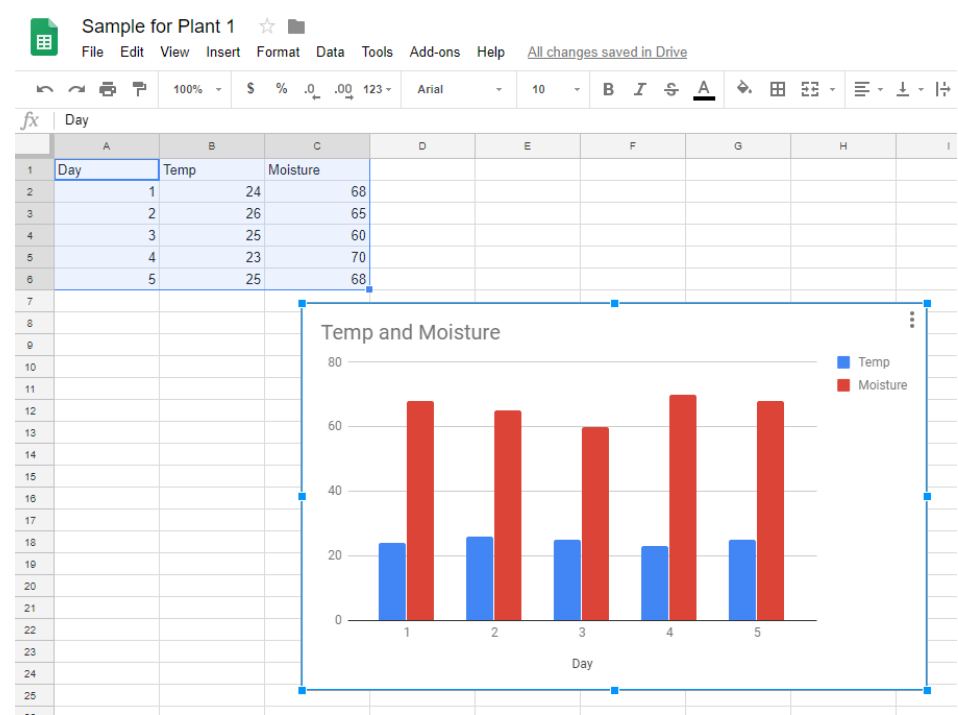 Sample for Plant 1
File Edit View Insert Format Data Tools Add-ons Help All changes saved in Drive
100% $ % .0 .00 123 Arial 10 B I S A
fx Day
A B C D E F G H I
1 Day Temp Moisture
2 1 24 68
3 2 26 65
4 3 25 60
5 4 23 70
6 5 25 68
7
8
9
10
11
12
13
14
15
16
17
18
19
20
21
22
23
24
25
Temp and Moisture
80
60
40
20
0
1 2 3 4 5
Day
Temp
Moisture